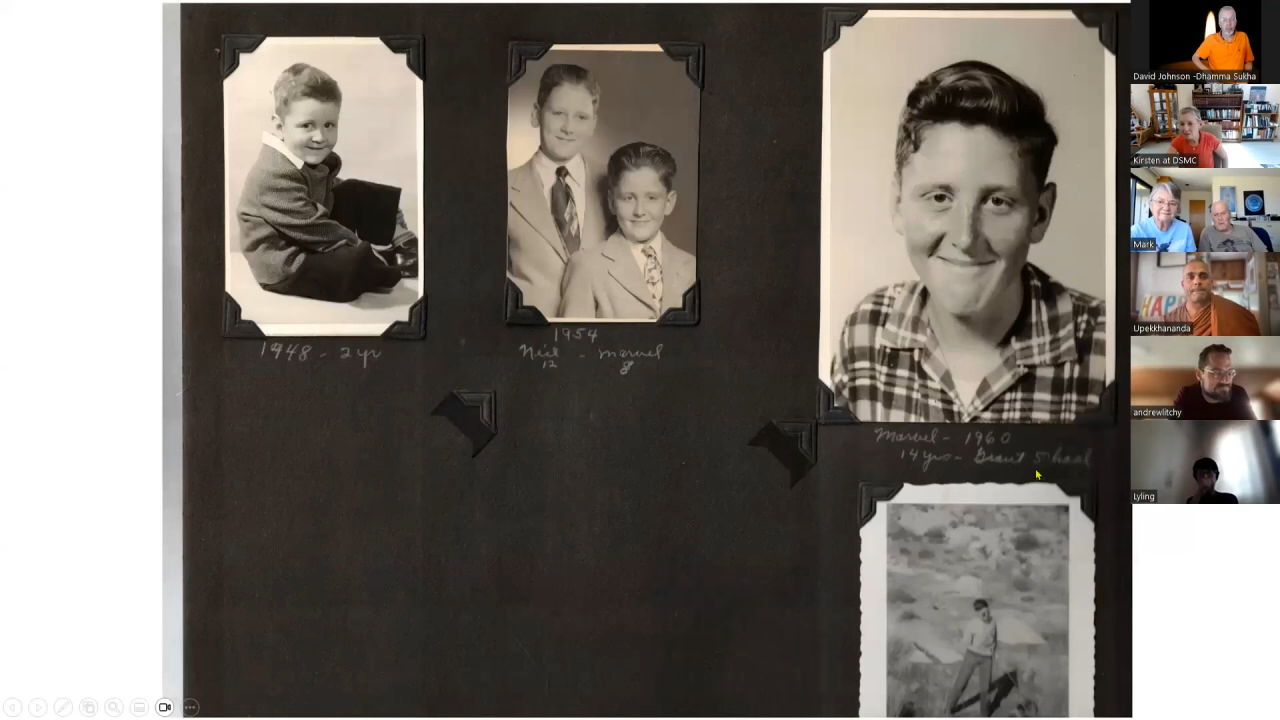 1948 - 2 yr
1954
Neil - Marvel
12 8
Marvel - 1960
14 yrs - Grant School
David Johnson -Dhamma Sukha
Kirsten at DSMC
Mark
HAP
Upekkhananda
andrewlitchy
Lyling